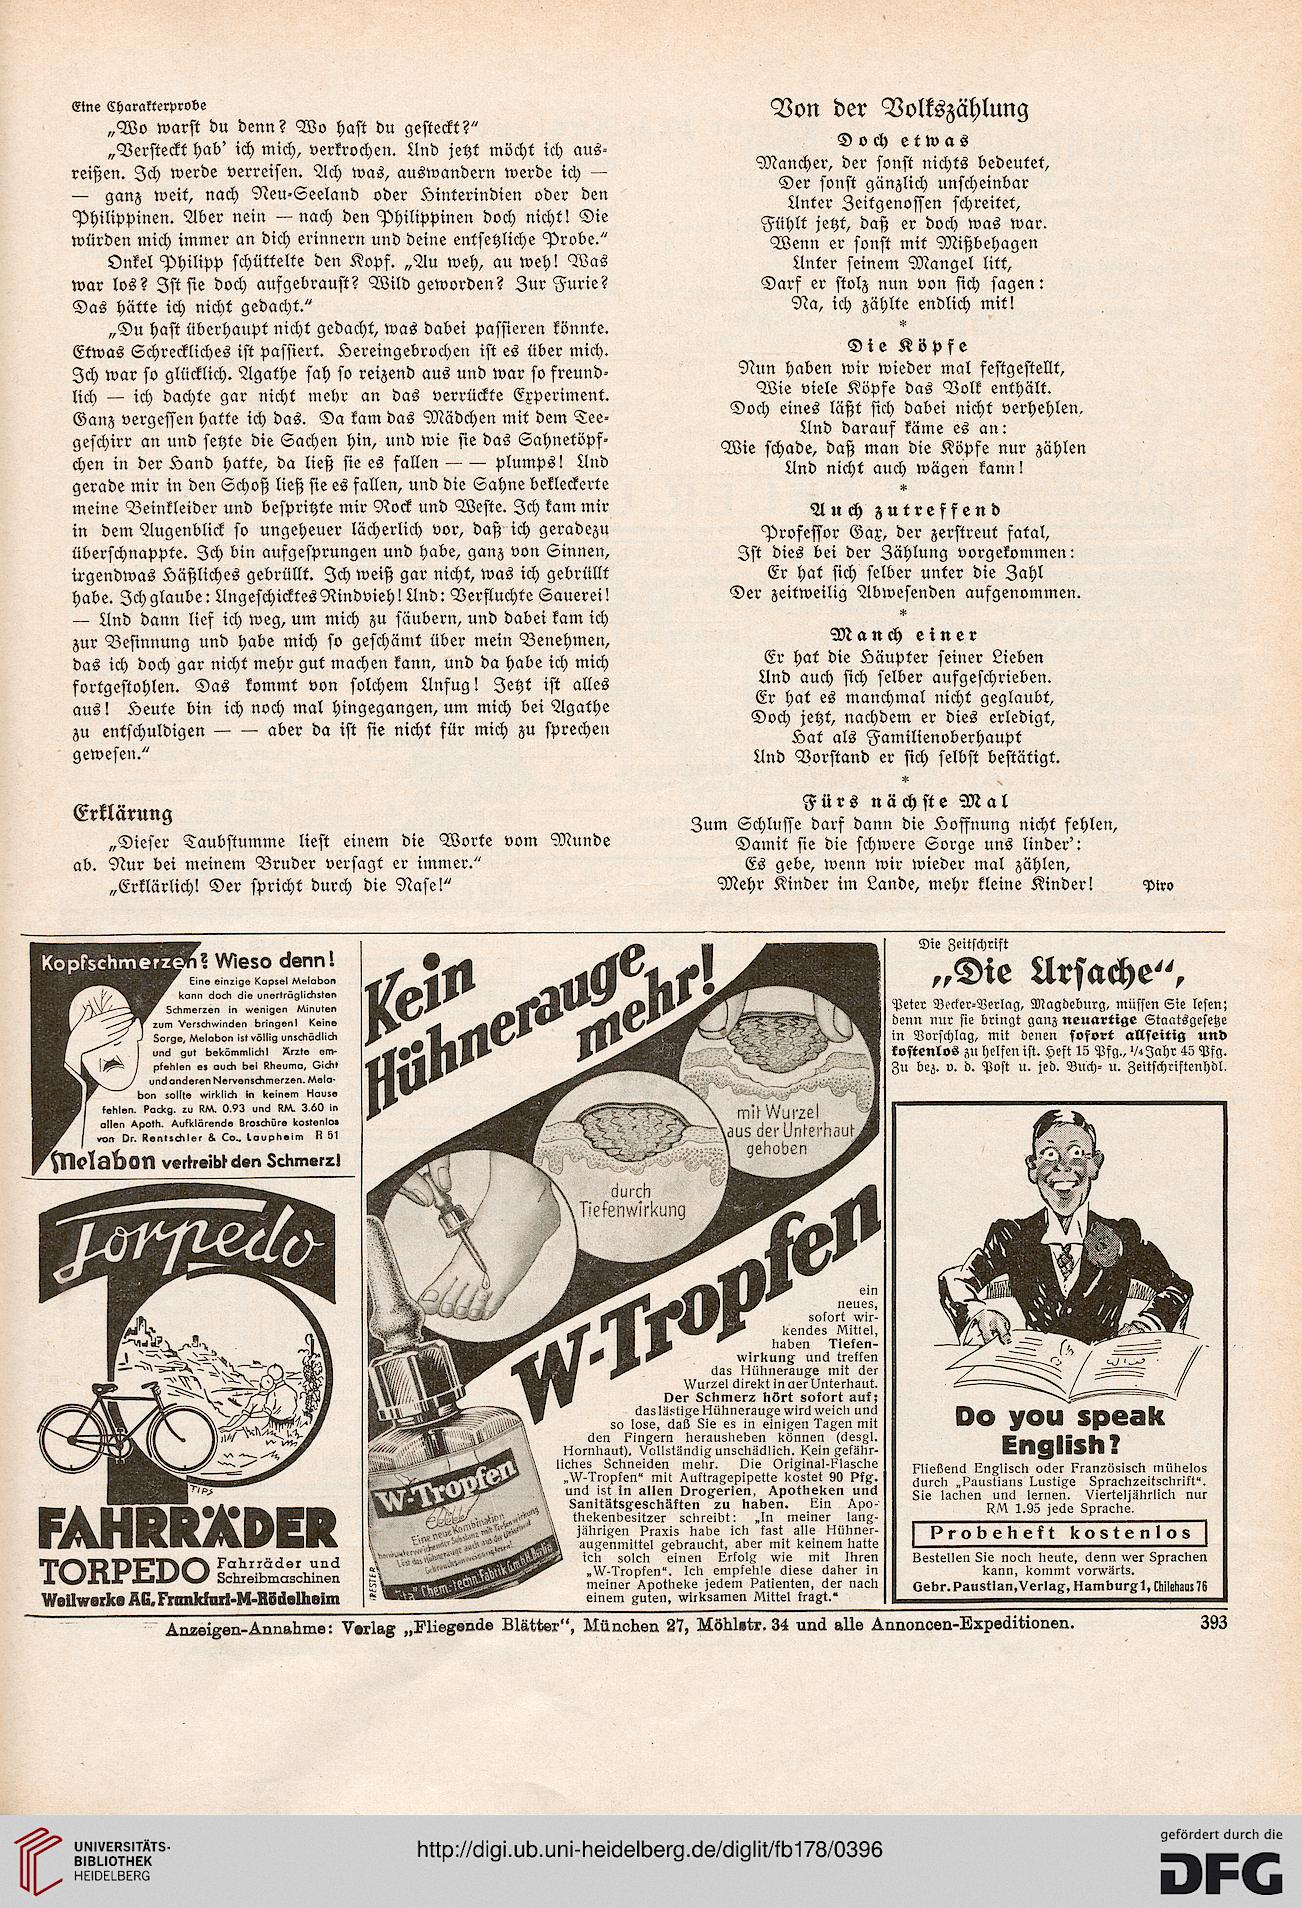 Eine Charakterprobe
„Wo warst du denn? Wo hast du gesteckt?“
„Versteckt hab' ich mich, verkrochen. Und jetzt möcht ich aus-
reißen. Ich werde verreisen. Ach was, auswandern werde ich —
— ganz weit, nach Neu-Seeland oder Hinterindien oder den
Philippinen. Aber nein — nach den Philippinen doch nicht! Die
würden mich immer an dich erinnern und deine entsetzliche Probe.“
Onkel Philipp schüttelte den Kopf. „Au weh, au weh! Was
war los? Ist sie doch aufgebraust? Wild geworden? Zur Furie?
Das hätte ich nicht gedacht.“
„Du hast überhaupt nicht gedacht, was dabei passieren könnte.
Etwas Schreckliches ist passiert. Hereingebrochen ist es über mich.
Ich war so glücklich. Agathe sah so reizend aus und war so freund-
lich — ich dachte gar nicht mehr an das verrückte Experiment.
Ganz vergessen hatte ich das. Da kam das Mädchen mit dem Tee-
geschirr an und setzte die Sachen hin, und wie sie das Sahnetöpf-
chen in der Hand hatte, da ließ sie es fallen — — plumps! Und
gerade mir in den Schoß ließ sie es fallen, und die Sahne bekleckerte
meine Beinkleider und bespritzte mir Rock und Weste. Ich kam mir
in dem Augenblick so ungeheuer lächerlich vor, daß ich geradezu
überschnappte. Ich bin aufgesprungen und habe, ganz von Sinnen,
irgendwas Häßliches gebrüllt. Ich weiß gar nicht, was ich gebrüllt
habe. Ich glaube: Ungeschicktes Rindvieh! Und: Verfluchte Sauerei!
— Und dann lief ich weg, um mich zu säubern, und dabei kam ich
zur Besinnung und habe mich so geschämt über mein Benehmen,
das ich doch gar nicht mehr gut machen kann, und da habe ich mich
fortgestohlen. Das kommt von solchem Unfug! Jetzt ist alles
aus! Heute bin ich noch mal hingegangen, um mich bei Agathe
zu entschuldigen — — aber da ist sie nicht für mich zu sprechen
gewesen.“
Erklärung
„Dieser Taubstumme liest einem die Worte vom Munde
ab. Nur bei meinem Bruder versagt er immer.“
„Erklärlich! Der spricht durch die Nase!“
Von der Volkszählung
Doch etwas
Mancher, der sonst nichts bedeutet,
Der sonst gänzlich unscheinbar
Unter Zeitgenossen schreitet,
Fühlt jetzt, daß er doch was war.
Wenn er sonst mit Mißbehagen
Unter seinem Mangel litt,
Darf er stolz nun von sich sagen:
Na, ich zählte endlich mit!
*
Die Köpfe
Nun haben wir wieder mal festgestellt,
Wie viele Köpfe das Volk enthält.
Doch eines läßt sich dabei nicht verhehlen,
Und darauf käme es an:
Wie schade, daß man die Köpfe nur zählen
Und nicht auch wägen kann!
*
Auch zutreffend
Professor Gax, der zerstreut fatal,
Ist dies bei der Zählung vorgekommen:
Er hat sich selber unter die Zahl
Der zeitweilig Abwesenden aufgenommen.
*
Manch einer
Er hat die Häupter seiner Lieben
Und auch sich selber aufgeschrieben.
Er hat es manchmal nicht geglaubt,
Doch jetzt, nachdem er dies erledigt,
Hat als Familienoberhaupt
Und Vorstand er sich selbst bestätigt.
*
Fürs nächste Mal
Zum Schlusse darf dann die Hoffnung nicht fehlen,
Damit sie die schwere Sorge uns linder':
Es gebe, wenn wir wieder mal zählen,
Mehr Kinder im Lande, mehr kleine Kinder!
Piro
Kopfschmerzen? Wieso denn!
Eine einzige Kapsel Melabon
kann doch die unerträglichsten
Schmerzen in wenigen Minuten
zum Verschwinden bringen! Keine
Sorge, Melabon ist völlig unschädlich
und gut bekömmlich! Ärzte em-
pfehlen es auch bei Rheuma, Gicht
und anderen Nervenschmerzen. Mela-
bon sollte wirklich in keinem Hause
fehlen. Packg. zu RM. 0.93 und RM. 3.60 in
allen Apoth. Aufklärende Broschüre kostenlos
von Dr. Rentschler & Co., Laupheim R 51
Melabon vertreibt den Schmerz!
Torpedo
TIPS
FAHRRÄDER
TORPEDO Fahrräder und
Schreibmaschinen
Weilwerke AG, Frankfurt-M-Rödelheim
Kein
Hühnerauge
mehr!
mit Wurzel
aus der Unterhaut
gehoben
durch
Tiefenwirkung
W-Tropfen
ein
neues,
sofort wir-
kendes Mittel,
haben Tiefen-
wirkung und treffen
das Hühnerauge mit der
Wurzel direkt in der Unterhaut.
Der Schmerz hört sofort auf;
das lästige Hühnerauge wird weich und
so lose, daß Sie es in einigen Tagen mit
den Fingern herausheben können (desgl.
Hornhaut). Vollständig unschädlich. Kein gefähr-
liches Schneiden mehr. Die Original-Flasche
„W-Tropfen“ mit Auftragepipette kostet 90 Pfg.
und ist in allen Drogerien, Apotheken und
Sanitätsgeschäften zu haben. Ein Apo-
thekenbesitzer schreibt: „In meiner lang-
jährigen Praxis habe ich fast alle Hühner-
augenmittel gebraucht, aber mit keinem hatte
ich solch einen Erfolg wie mit Ihren
„W-Tropfen“. Ich empfehle diese daher in
meiner Apotheke jedem Patienten, der nach
einem guten, wirksamen Mittel fragt.“
W-Tropfen
Eine neue Kombination
Chem.-techn. Fabrik G.m.b.H. Berlin
Die Zeitschrift
„Die Ursache“,
Peter Becker-Verlag, Magdeburg, müssen Sie lesen;
denn nur sie bringt ganz neuartige Staatsgesetze
in Vorschlag, mit denen sofort allseitig und
kostenlos zu helfen ist. Heft 15 Pfg., ¼ Jahr 45 Pfg.
Zu bez. v. d. Post u. jed. Buch- u. Zeitschriftenhdl.
Do you speak
English?
Fließend Englisch oder Französisch mühelos
durch „Paustians Lustige Sprachzeitschrift“.
Sie lachen und lernen. Vierteljährlich nur
RM 1.95 jede Sprache.
Probeheft kostenlos
Bestellen Sie noch heute, denn wer Sprachen
kann, kommt vorwärts.
Gebr. Paustian, Verlag, Hamburg 1, Chilehaus 76
Anzeigen-Annahme: Verlag „Fliegende Blätter“, München 27, Möhlstr. 34 und alle Annoncen-Expeditionen.
393
UNIVERSITÄTS-
BIBLIOTHEK
HEIDELBERG
http://digi.ub.uni-heidelberg.de/diglit/fb178/0396
gefördert durch die
DFG